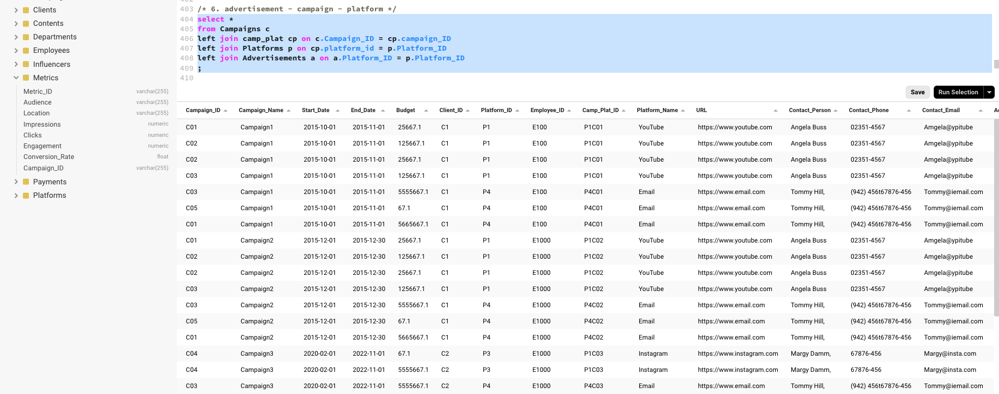 Clients
Contents
Departments
Employees
Influencers
Metrics
Metric_ID varchar(255)
Audience varchar(255)
Location varchar(255)
Impressions numeric
Clicks numeric
Engagement numeric
Conversion_Rate float
Campaign_ID varchar(255)
Payments
Platforms
403 /* 6. advertisement - campaign - platform */
404 select *
405 from Campaigns c
406 left join camp_plat cp on c.Campaign_ID = cp.campaign_ID
407 left join Platforms p on cp.platform_id = p.Platform_ID
408 left join Advertisements a on a.Platform_ID = p.Platform_ID
409 ;
410
Save Run Selection
Campaign_ID Campaign_Name Start_Date End_Date Budget Client_ID Platform_ID Employee_ID Camp_Plat_ID Platform_Name URL Contact_Person Contact_Phone Contact_Email
C01 Campaign1 2015-10-01 2015-11-01 25667.1 C1 P1 E100 P1C01 YouTube https://www.youtube.com Angela Buss 02351-4567 Amgela@ypitube
C02 Campaign1 2015-10-01 2015-11-01 125667.1 C1 P1 E100 P1C01 YouTube https://www.youtube.com Angela Buss 02351-4567 Amgela@ypitube
C02 Campaign1 2015-10-01 2015-11-01 25667.1 C1 P1 E100 P1C01 YouTube https://www.youtube.com Angela Buss 02351-4567 Amgela@ypitube
C03 Campaign1 2015-10-01 2015-11-01 125667.1 C1 P1 E100 P1C01 YouTube https://www.youtube.com Angela Buss 02351-4567 Amgela@ypitube
C03 Campaign1 2015-10-01 2015-11-01 5555667.1 C1 P4 E100 P4C01 Email https://www.email.com Tommy Hill, (942) 456t67876-456 Tommy@iemail.com
C05 Campaign1 2015-10-01 2015-11-01 67.1 C1 P4 E100 P4C01 Email https://www.email.com Tommy Hill, (942) 456t67876-456 Tommy@iemail.com
C01 Campaign1 2015-10-01 2015-11-01 5665667.1 C1 P4 E100 P4C01 Email https://www.email.com Tommy Hill, (942) 456t67876-456 Tommy@iemail.com
C01 Campaign2 2015-12-01 2015-12-30 25667.1 C1 P1 E1000 P1C02 YouTube https://www.youtube.com Angela Buss 02351-4567 Amgela@ypitube
C02 Campaign2 2015-12-01 2015-12-30 125667.1 C1 P1 E1000 P1C02 YouTube https://www.youtube.com Angela Buss 02351-4567 Amgela@ypitube
C02 Campaign2 2015-12-01 2015-12-30 25667.1 C1 P1 E1000 P1C02 YouTube https://www.youtube.com Angela Buss 02351-4567 Amgela@ypitube
C03 Campaign2 2015-12-01 2015-12-30 125667.1 C1 P1 E1000 P1C02 YouTube https://www.youtube.com Angela Buss 02351-4567 Amgela@ypitube
C03 Campaign2 2015-12-01 2015-12-30 5555667.1 C1 P4 E1000 P4C02 Email https://www.email.com Tommy Hill, (942) 456t67876-456 Tommy@iemail.com
C05 Campaign2 2015-12-01 2015-12-30 67.1 C1 P4 E1000 P4C02 Email https://www.email.com Tommy Hill, (942) 456t67876-456 Tommy@iemail.com
C01 Campaign2 2015-12-01 2015-12-30 5665667.1 C1 P4 E1000 P4C02 Email https://www.email.com Tommy Hill, (942) 456t67876-456 Tommy@iemail.com
C04 Campaign3 2020-02-01 2022-11-01 67.1 C2 P3 E1000 P1C03 Instagram https://www.instagram.com Margy Damm, 67876-456 Margy@insta.com
C04 Campaign3 2020-02-01 2022-11-01 5555667.1 C2 P3 E1000 P1C03 Instagram https://www.instagram.com Margy Damm, 67876-456 Margy@insta.com
C03 Campaign3 2020-02-01 2022-11-01 5555667.1 C2 P4 E1000 P4C03 Email https://www.email.com Tommy Hill, (942) 456t67876-456 Tommy@iemail.com